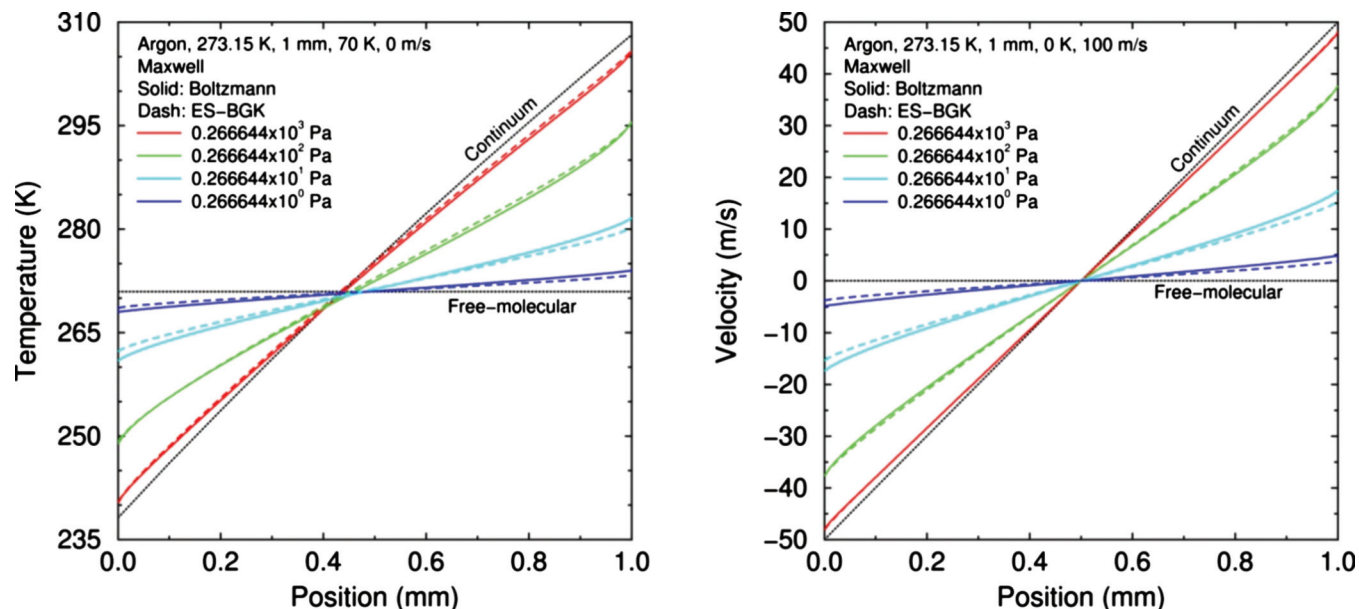 310
295
280
265
250
235
Temperature (K)
Argon, 273.15 K, 1 mm, 70 K, 0 m/s
Maxwell
Solid: Boltzmann
Dash: ES−BGK
0.266644x10³ Pa
0.266644x10² Pa
0.266644x10¹ Pa
0.266644x10⁰ Pa
Continuum
Free−molecular
0.0 0.2 0.4 0.6 0.8 1.0
Position (mm)
50
40
30
20
10
0
−10
−20
−30
−40
−50
Velocity (m/s)
Argon, 273.15 K, 1 mm, 0 K, 100 m/s
Maxwell
Solid: Boltzmann
Dash: ES−BGK
0.266644x10³ Pa
0.266644x10² Pa
0.266644x10¹ Pa
0.266644x10⁰ Pa
Continuum
Free−molecular
0.0 0.2 0.4 0.6 0.8 1.0
Position (mm)